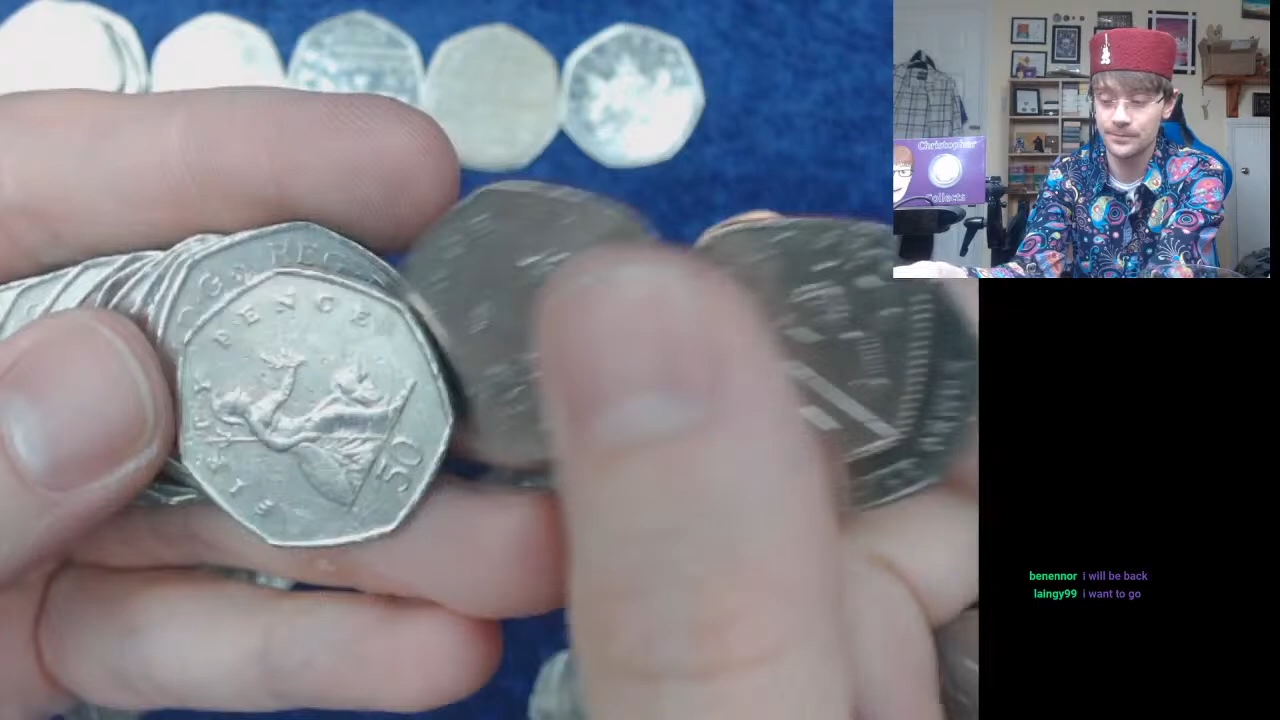 FIFTY PENCE
50
Christopher
Collects
benennor i will be back
laingy99 i want to go